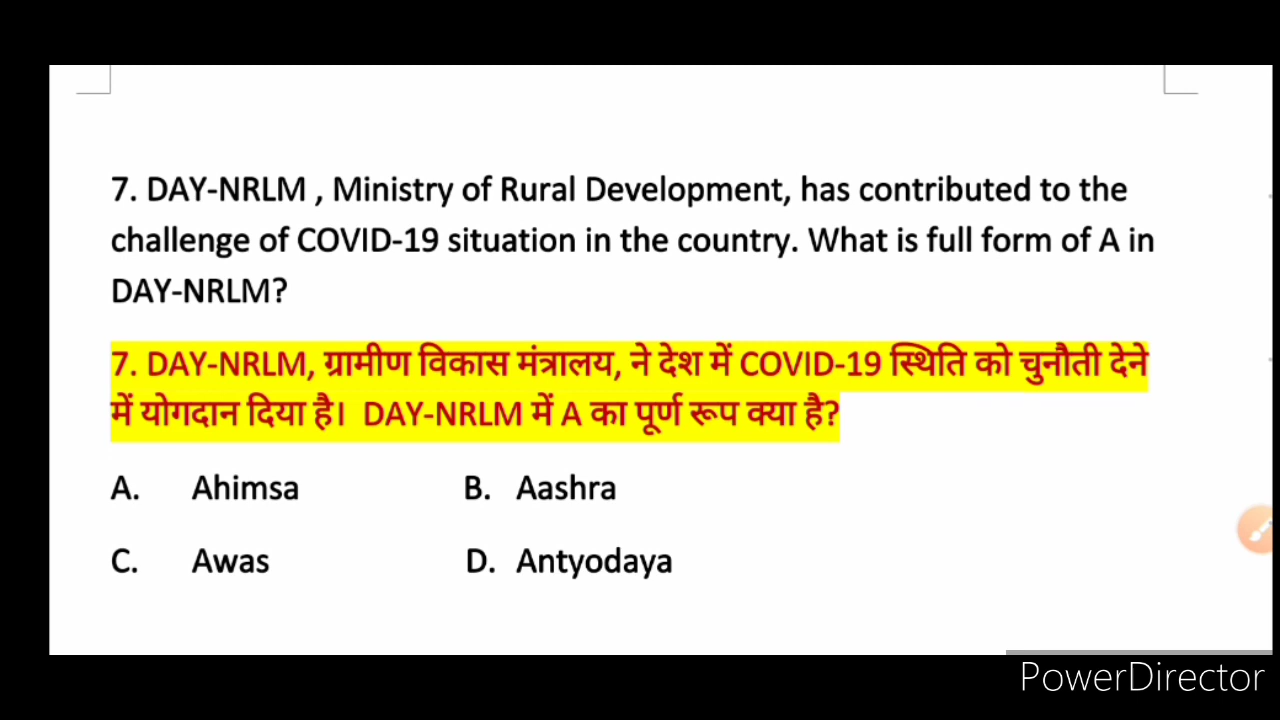 7. DAY-NRLM , Ministry of Rural Development, has contributed to the
challenge of COVID-19 situation in the country. What is full form of A in
DAY-NRLM?
7. DAY-NRLM, ग्रामीण विकास मंत्रालय, ने देश में COVID-19 स्थिति को चुनौती देने
में योगदान दिया है। DAY-NRLM में A का पूर्ण रूप क्या है?
A. Ahimsa B. Aashra
C. Awas D. Antyodaya
PowerDirector